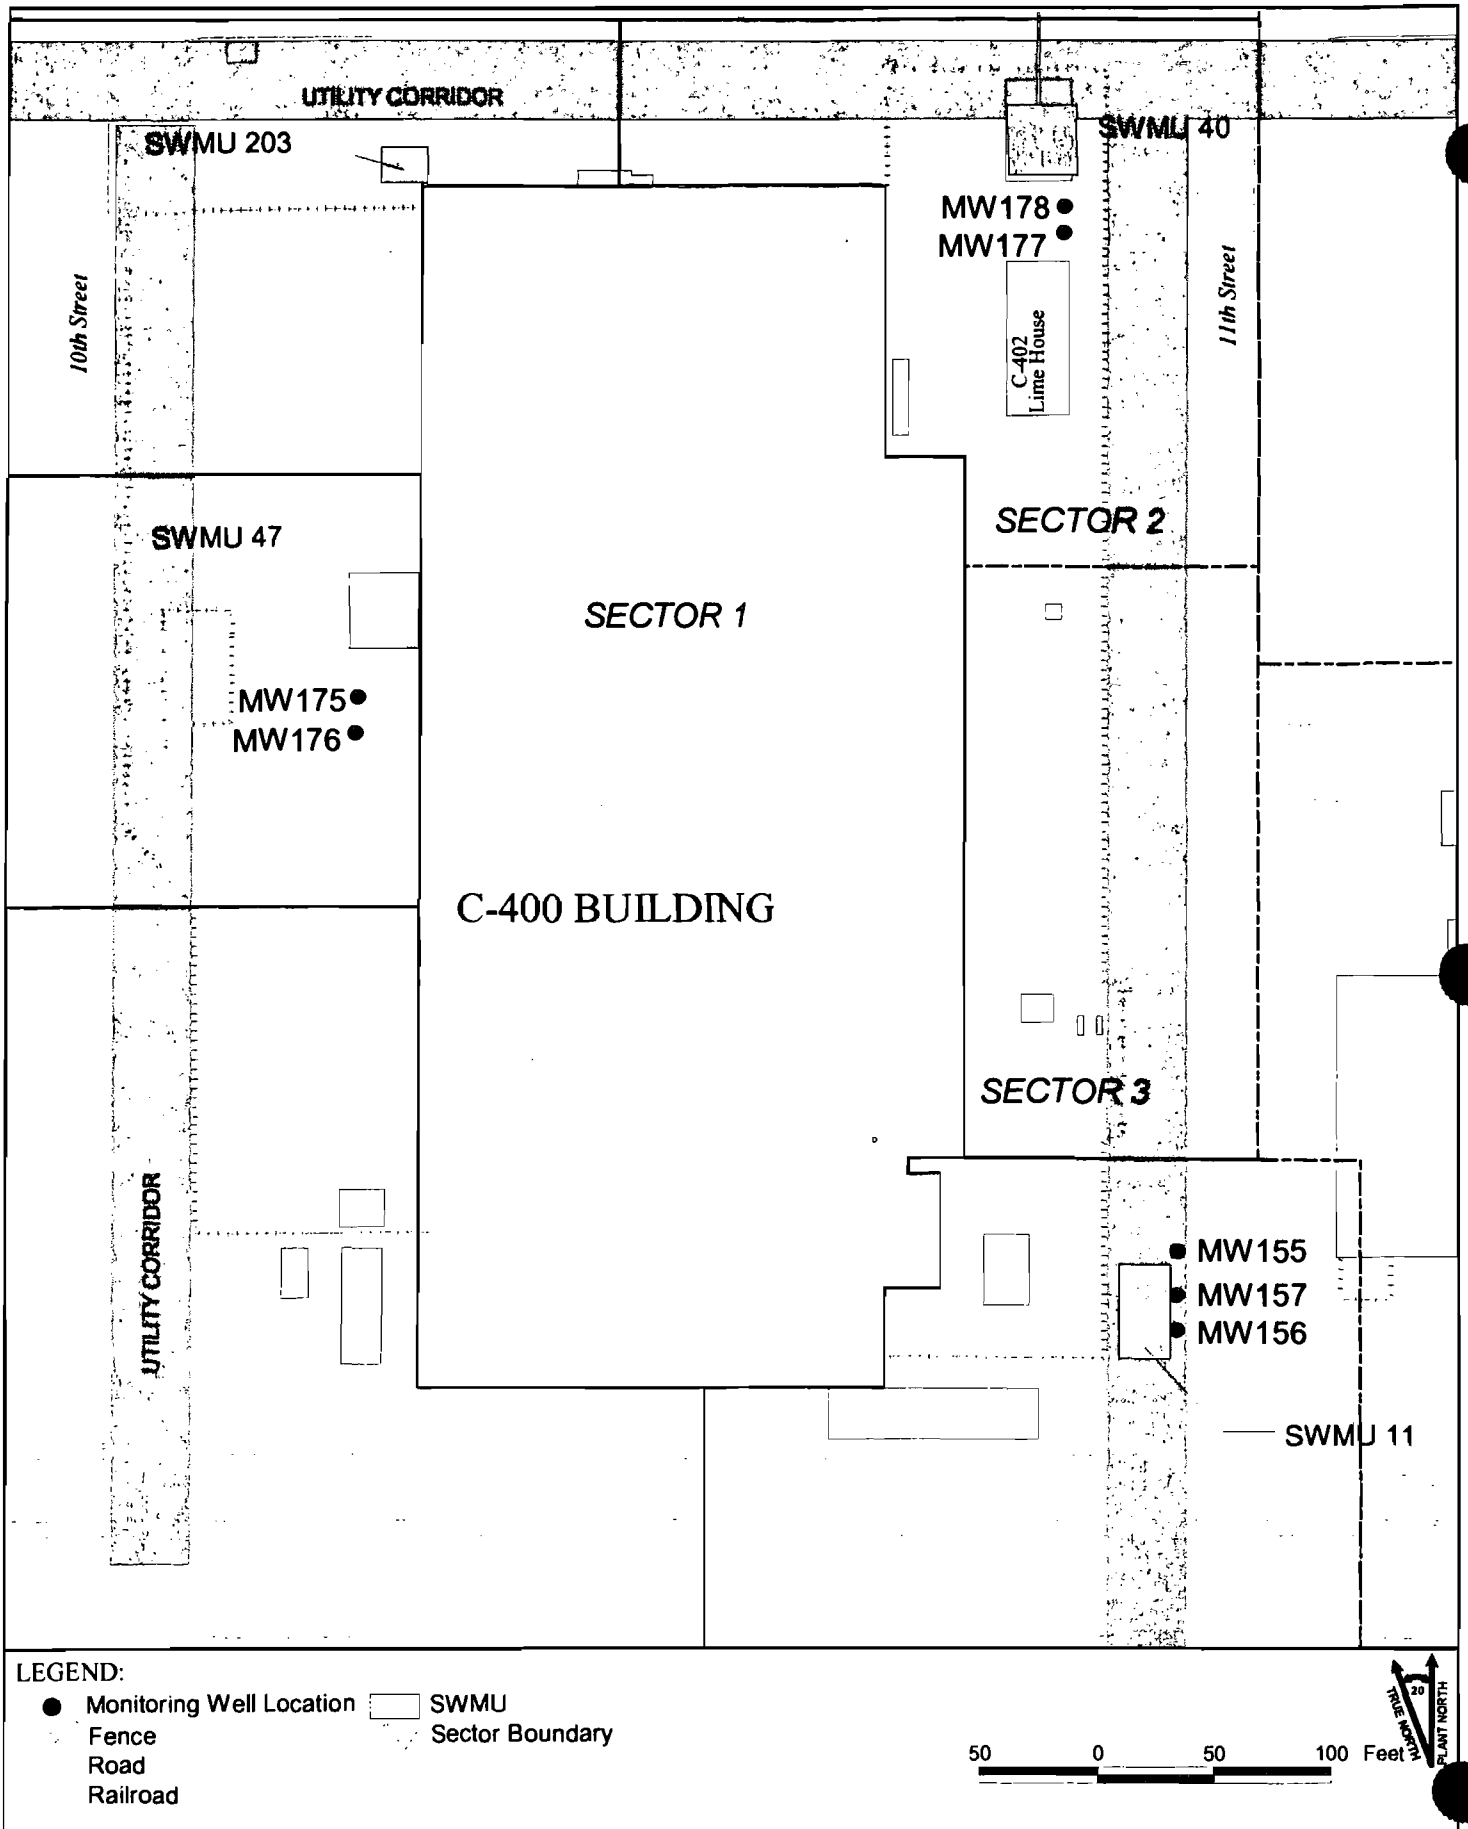 UTILITY CORRIDOR
SWMU 203
SWMU 40
MW178
MW177
10th Street
11th Street
C-402
Lime House
SWMU 47
SECTOR 2
SECTOR 1
MW175
MW176
C-400 BUILDING
SECTOR 3
UTILITY CORRIDOR
MW155
MW157
MW156
SWMU 11
LEGEND:
Monitoring Well Location
SWMU
Fence
Sector Boundary
Road
Railroad
50 0 50 100 Feet
TRUE NORTH
20
PLANT NORTH